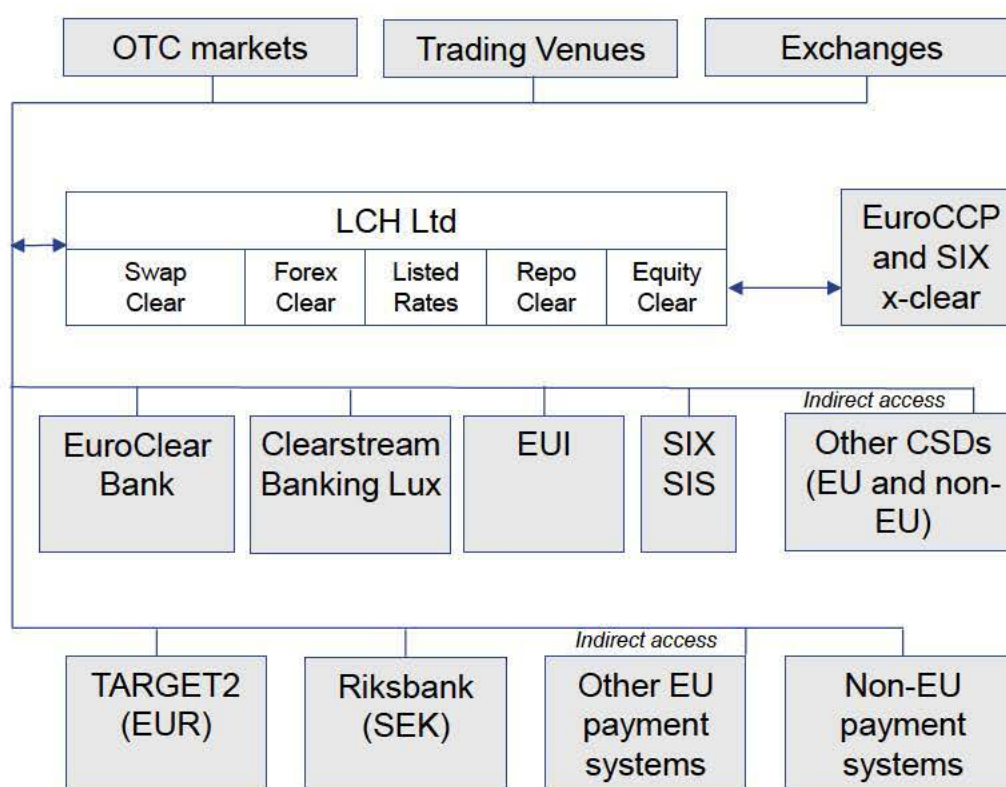 OTC markets
Trading Venues
Exchanges
LCH Ltd
Swap
Clear
Forex
Clear
Listed
Rates
Repo
Clear
Equity
Clear
EuroCCP
and SIX
x-clear
EuroClear
Bank
Clearstream
Banking Lux
EUI
SIX
SIS
Indirect access
Other CSDs
(EU and non-
EU)
TARGET2
(EUR)
Riksbank
(SEK)
Indirect access
Other EU
payment
systems
Non-EU
payment
systems